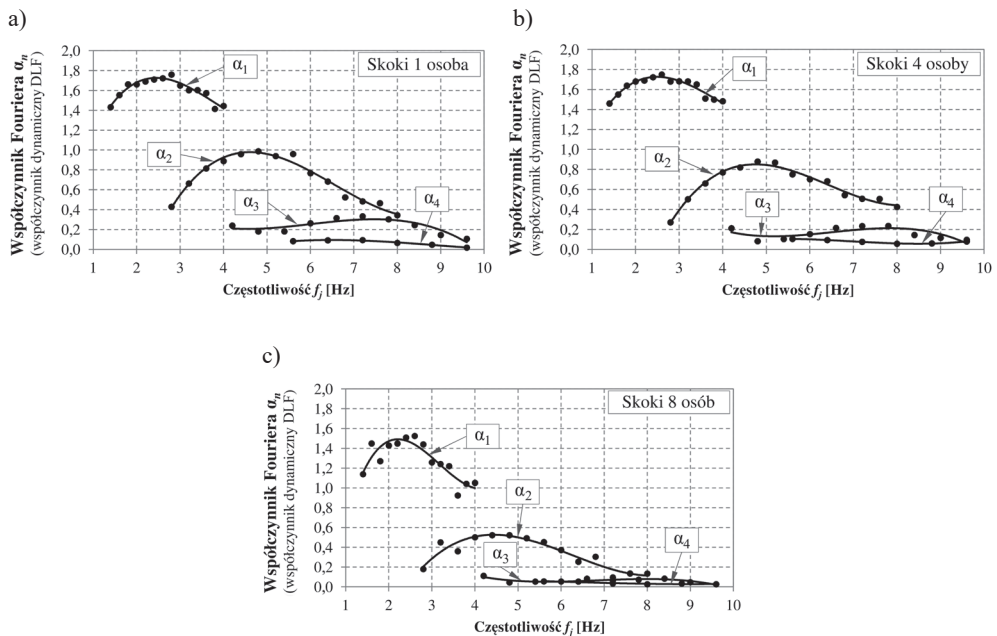 a)
Współczynnik Fouriera αn
(współczynnik dynamiczny DLF)
2,0
1,8
1,6
1,4
1,2
1,0
0,8
0,6
0,4
0,2
0,0
Skoki 1 osoba
α1
α2
α3
α4
1 2 3 4 5 6 7 8 9 10
Częstotliwość fj [Hz]
b)
Współczynnik Fouriera αn
(współczynnik dynamiczny DLF)
2,0
1,8
1,6
1,4
1,2
1,0
0,8
0,6
0,4
0,2
0,0
Skoki 4 osoby
α1
α2
α3
α4
1 2 3 4 5 6 7 8 9 10
Częstotliwość fj [Hz]
c)
Współczynnik Fouriera αn
(współczynnik dynamiczny DLF)
2,0
1,8
1,6
1,4
1,2
1,0
0,8
0,6
0,4
0,2
0,0
Skoki 8 osób
α1
α2
α3
α4
1 2 3 4 5 6 7 8 9 10
Częstotliwość fj [Hz]